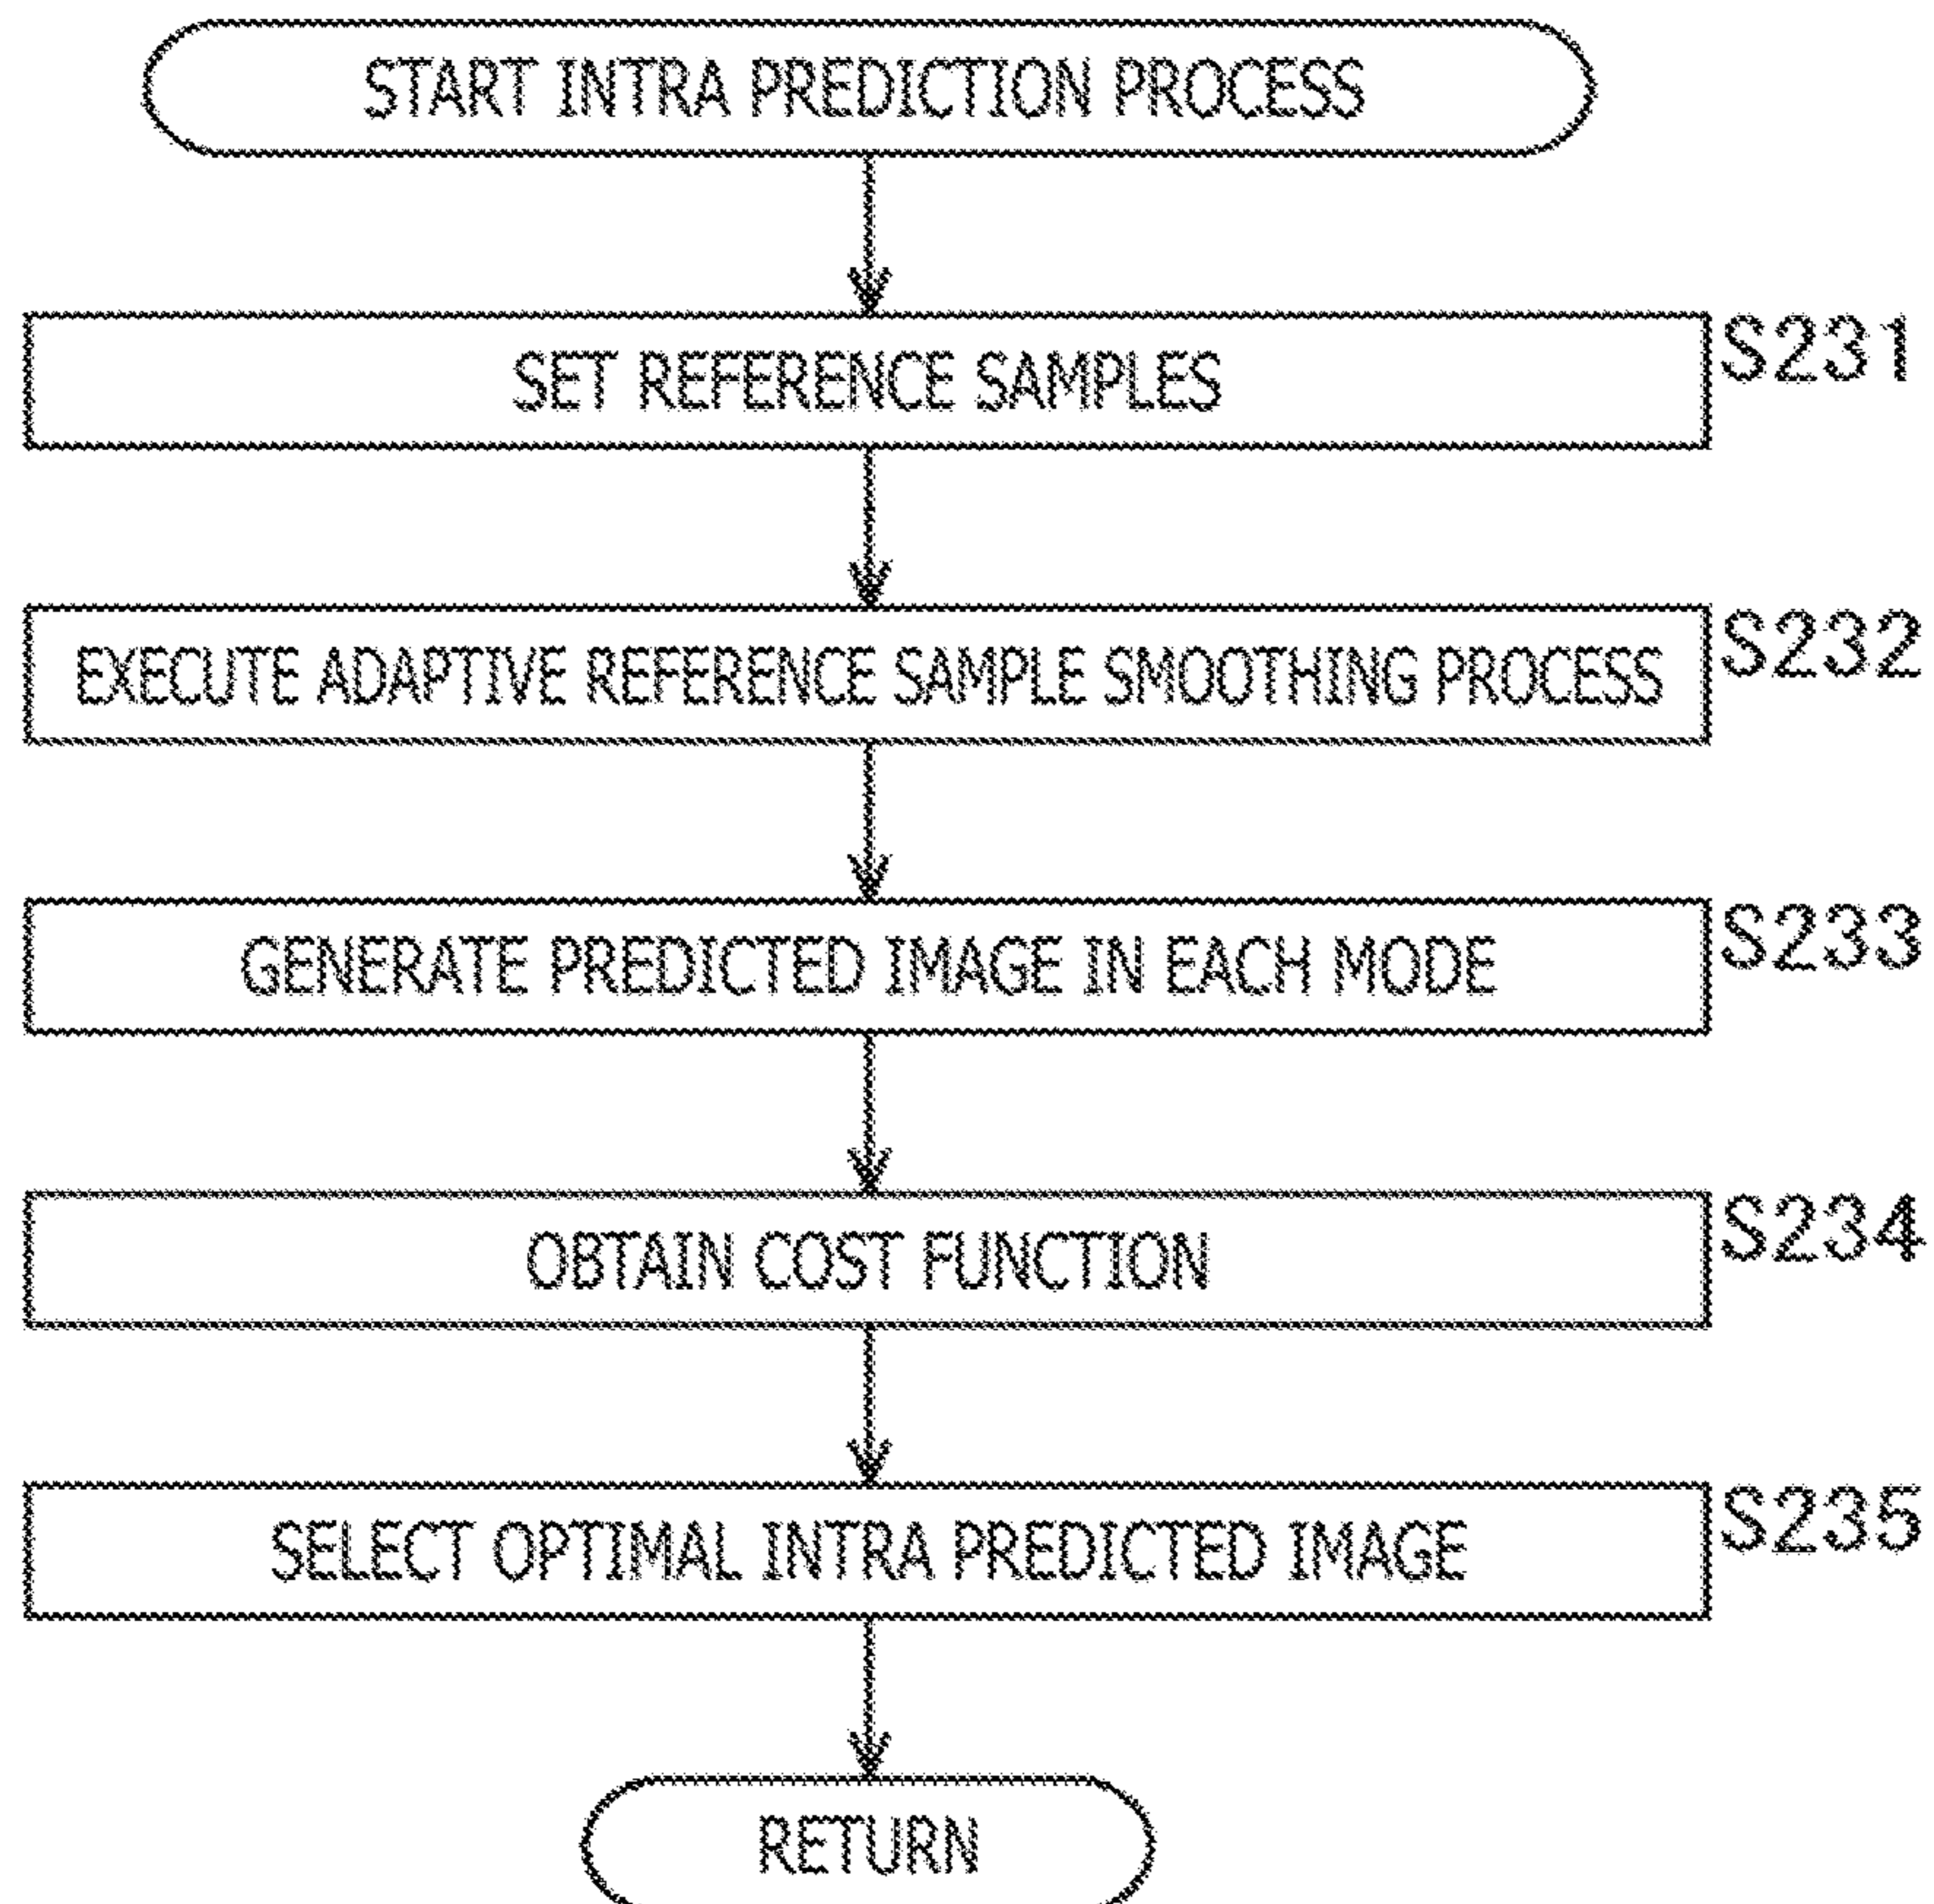 START INTRA PREDICTION PROCESS
SET REFERENCE SAMPLES
S231
EXECUTE ADAPTIVE REFERENCE SAMPLE SMOOTHING PROCESS
S232
GENERATE PREDICTED IMAGE IN EACH MODE
S233
OBTAIN COST FUNCTION
S234
SELECT OPTIMAL INTRA PREDICTED IMAGE
S235
RETURN